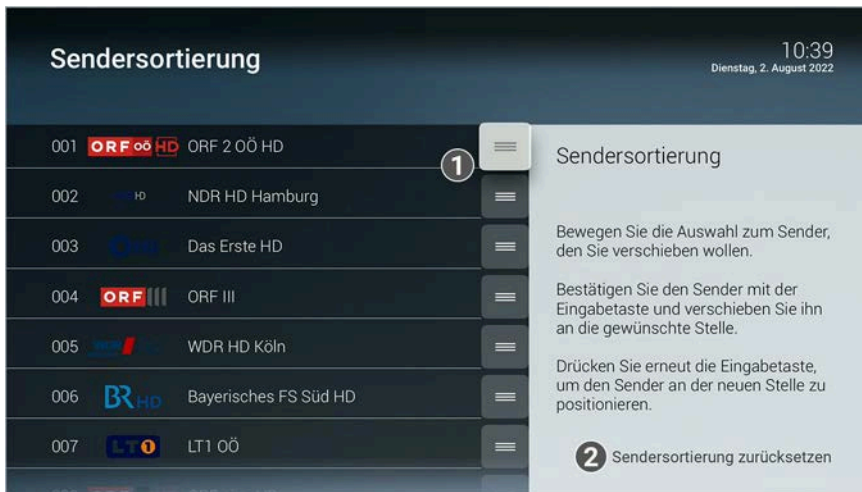 Sendersortierung
10:39
Dienstag, 2. August 2022
001 ORF OÖ HD ORF 2 OÖ HD
1
002 HD NDR HD Hamburg
003 Das Erste HD
004 ORF III ORF III
005 WDR WDR HD Köln
006 BR HD Bayerisches FS Süd HD
007 LT1 LT1 OÖ
Sendersortierung
Bewegen Sie die Auswahl zum Sender,
den Sie verschieben wollen.
Bestätigen Sie den Sender mit der
Eingabetaste und verschieben Sie ihn
an die gewünschte Stelle.
Drücken Sie erneut die Eingabetaste,
um den Sender an der neuen Stelle zu
positionieren.
2 Sendersortierung zurücksetzen